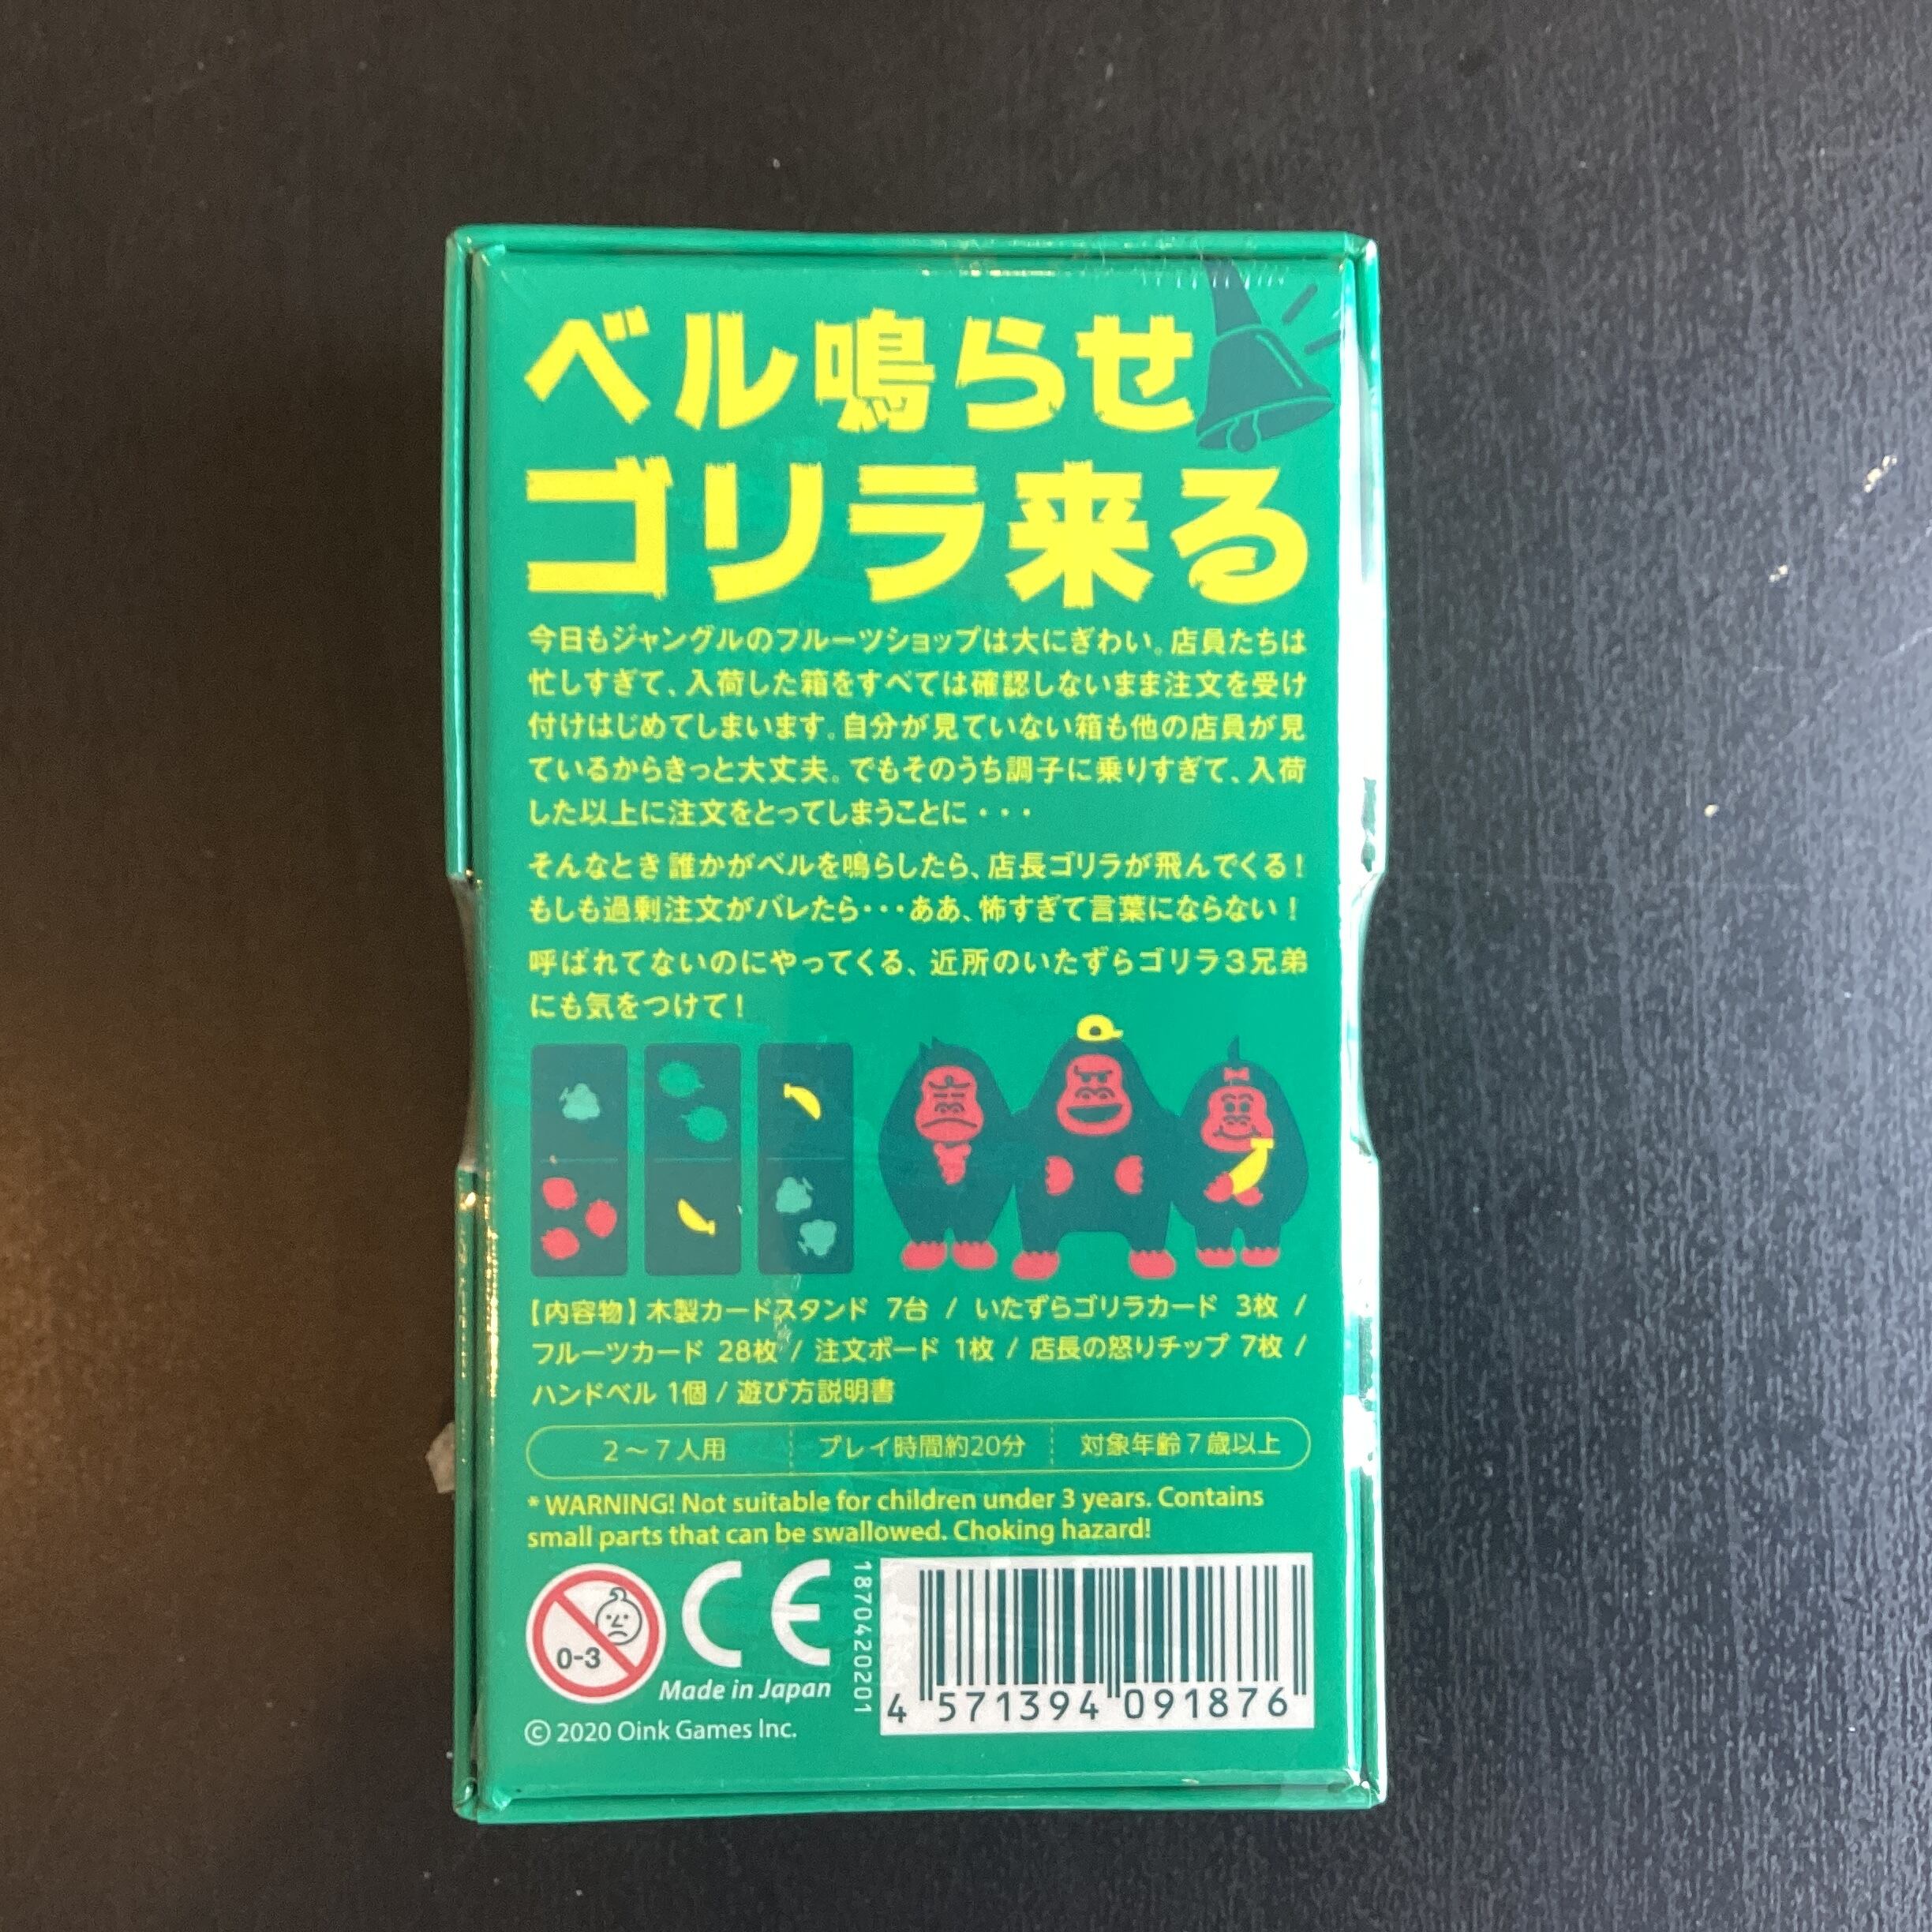 ベル鳴らせ
ゴリラ来る
今日もジャングルのフルーツショップは大にぎわい。店員たちは
忙しすぎて、入荷した箱をすべては確認しないまま注文を受け
付けはじめてしまいます。自分が見ていない箱も他の店員が見
ているからきっと大丈夫。でもそのうち調子に乗りすぎて、入荷
した以上に注文をとってしまうことに・・・
そんなとき誰かがベルを鳴らしたら、店長ゴリラが飛んでくる！
もしも過剰注文がバレたら・・・ああ、怖すぎて言葉にならない！
呼ばれてないのにやってくる、近所のいたずらゴリラ3兄弟
にも気をつけて！
【内容物】木製カードスタンド 7台 / いたずらゴリラカード 3枚 /
フルーツカード 28枚 / 注文ボード 1枚 / 店長の怒りチップ 7枚 /
ハンドベル 1個 / 遊び方説明書
2〜7人用 プレイ時間約20分 対象年齢7歳以上
* WARNING! Not suitable for children under 3 years. Contains
small parts that can be swallowed. Choking hazard!
0-3
CE
Made in Japan
© 2020 Oink Games Inc.
1870420201
4 571394 091876